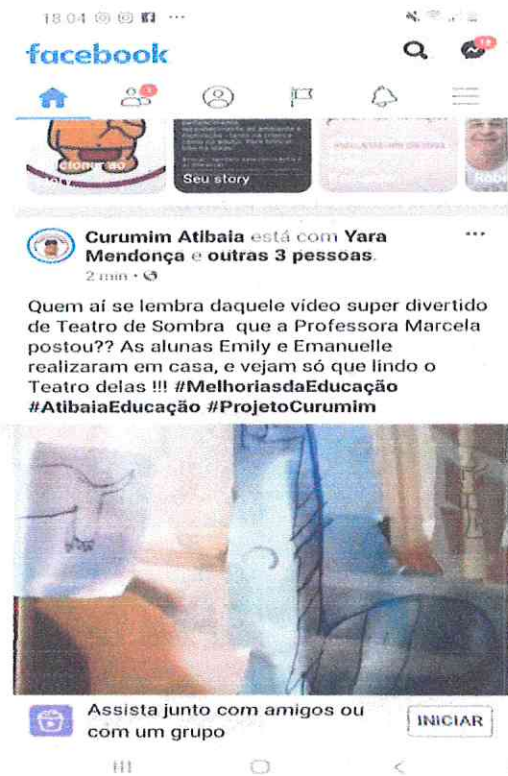 18:04
facebook
Seu story
Curumim Atibaia está com Yara
Mendonça e outras 3 pessoas.
2 min
Quem aí se lembra daquele vídeo super divertido
de Teatro de Sombra que a Professora Marcela
postou?? As alunas Emily e Emanuelle
realizaram em casa, e vejam só que lindo o
Teatro delas !!! #MelhoriasdaEducação
#AtibaiaEducação #ProjetoCurumim
Assista junto com amigos ou
com um grupo
INICIAR